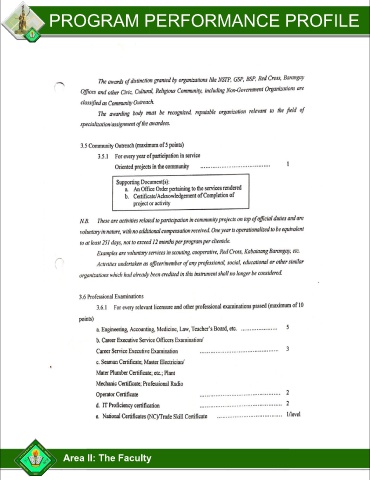 PROGRAM PERFORMANCE PROFILE
The awards of distinction granted by organizations like NSTP, GSP, BSP, Red Cross, Barangay
Offices and other Civic, Cultural, Religious Community, including Non-Government Organizations are
classified as Community Outreach.
The awarding body must be recognized, reputable organization relevant to the field of
specialization/assignment of the awardees.
3.5 Community Outreach (maximum of 5 points)
3.5.1 For every year of participation in service
Oriented projects in the community ........................................ 1
Supporting Document(s):
a. An Office Order pertaining to the services rendered
b. Certificate/Acknowledgement of Completion of
project or activity
N.B. These are activities related to participation in community projects on top of official duties and are
voluntary in nature, with no additional compensation received. One year is operationalized to be equivalent
to at least 251 days, not to exceed 12 months per program per clientele.
Examples are voluntary services in scouting, cooperative, Red Cross, Kabataang Barangay, etc.
Activities undertaken as officer/member of any professional, social, educational or other similar
organizations which had already been credited in this instrument shall no longer be considered.
3.6 Professional Examinations
3.6.1 For every relevant licensure and other professional examinations passed (maximum of 10
points)
a. Engineering, Accounting, Medicine, Law, Teacher's Board, etc. ..................... 5
b. Career Executive Service Officers Examination/
Career Service Executive Examination ............................................. 3
c. Seaman Certificate; Master Electrician/
Mater Plumber Certificate; etc.; Plant
Mechanic Certificate; Professional Radio
Operator Certificate ............................................. 2
d. IT Proficiency certification ............................................. 2
e. National Certificates (NC)/Trade Skill Certificate ..................................... 1/level
Area II: The Faculty